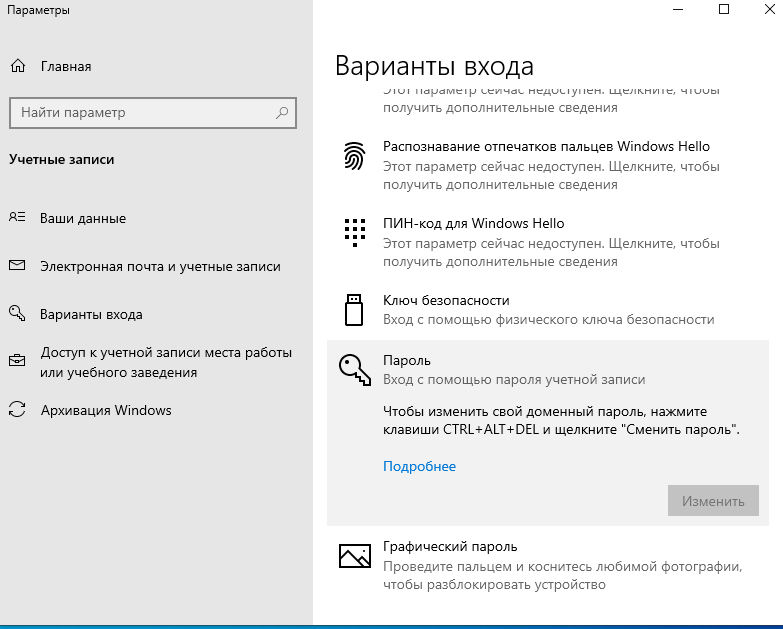 Параметры
Главная
Найти параметр
Учетные записи
Ваши данные
Электронная почта и учетные записи
Варианты входа
Доступ к учетной записи места работы
или учебного заведения
Архивация Windows
Варианты входа
Этот параметр сейчас недоступен. Щелкните, чтобы
получить дополнительные сведения
Распознавание отпечатков пальцев Windows Hello
Этот параметр сейчас недоступен. Щелкните, чтобы
получить дополнительные сведения
ПИН-код для Windows Hello
Этот параметр сейчас недоступен. Щелкните, чтобы
получить дополнительные сведения
Ключ безопасности
Вход с помощью физического ключа безопасности
Пароль
Вход с помощью пароля учетной записи
Чтобы изменить свой доменный пароль, нажмите
клавиши CTRL+ALT+DEL и щелкните "Сменить пароль".
Подробнее
Изменить
Графический пароль
Проведите пальцем и коснитесь любимой фотографии,
чтобы разблокировать устройство